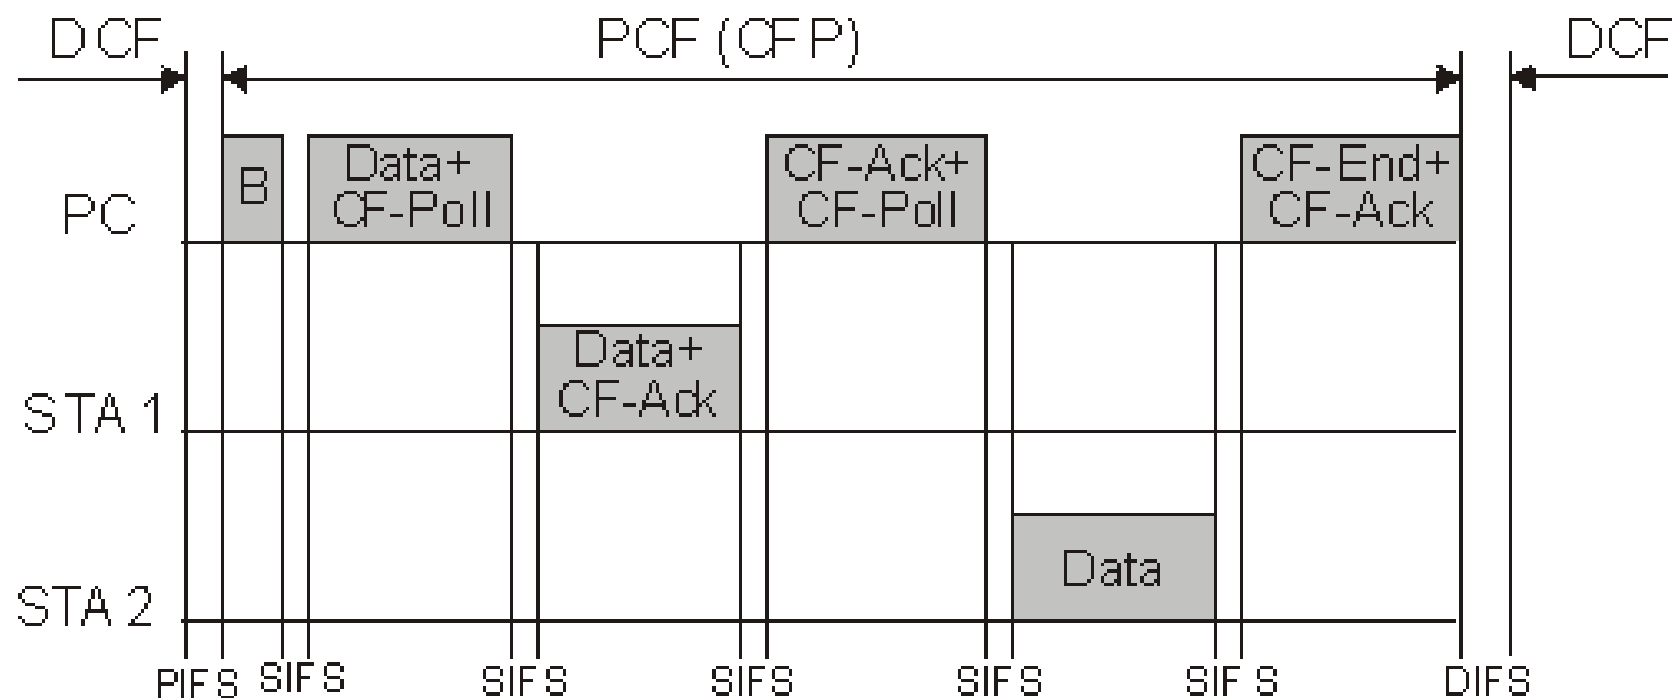 DCF PCF (CFP) DCF
PC
B
Data+
CF-Poll
CF-Ack+
CF-Poll
CF-End+
CF-Ack
STA 1
Data+
CF-Ack
STA 2
Data
PIFS SIFS SIFS SIFS SIFS SIFS DIFS